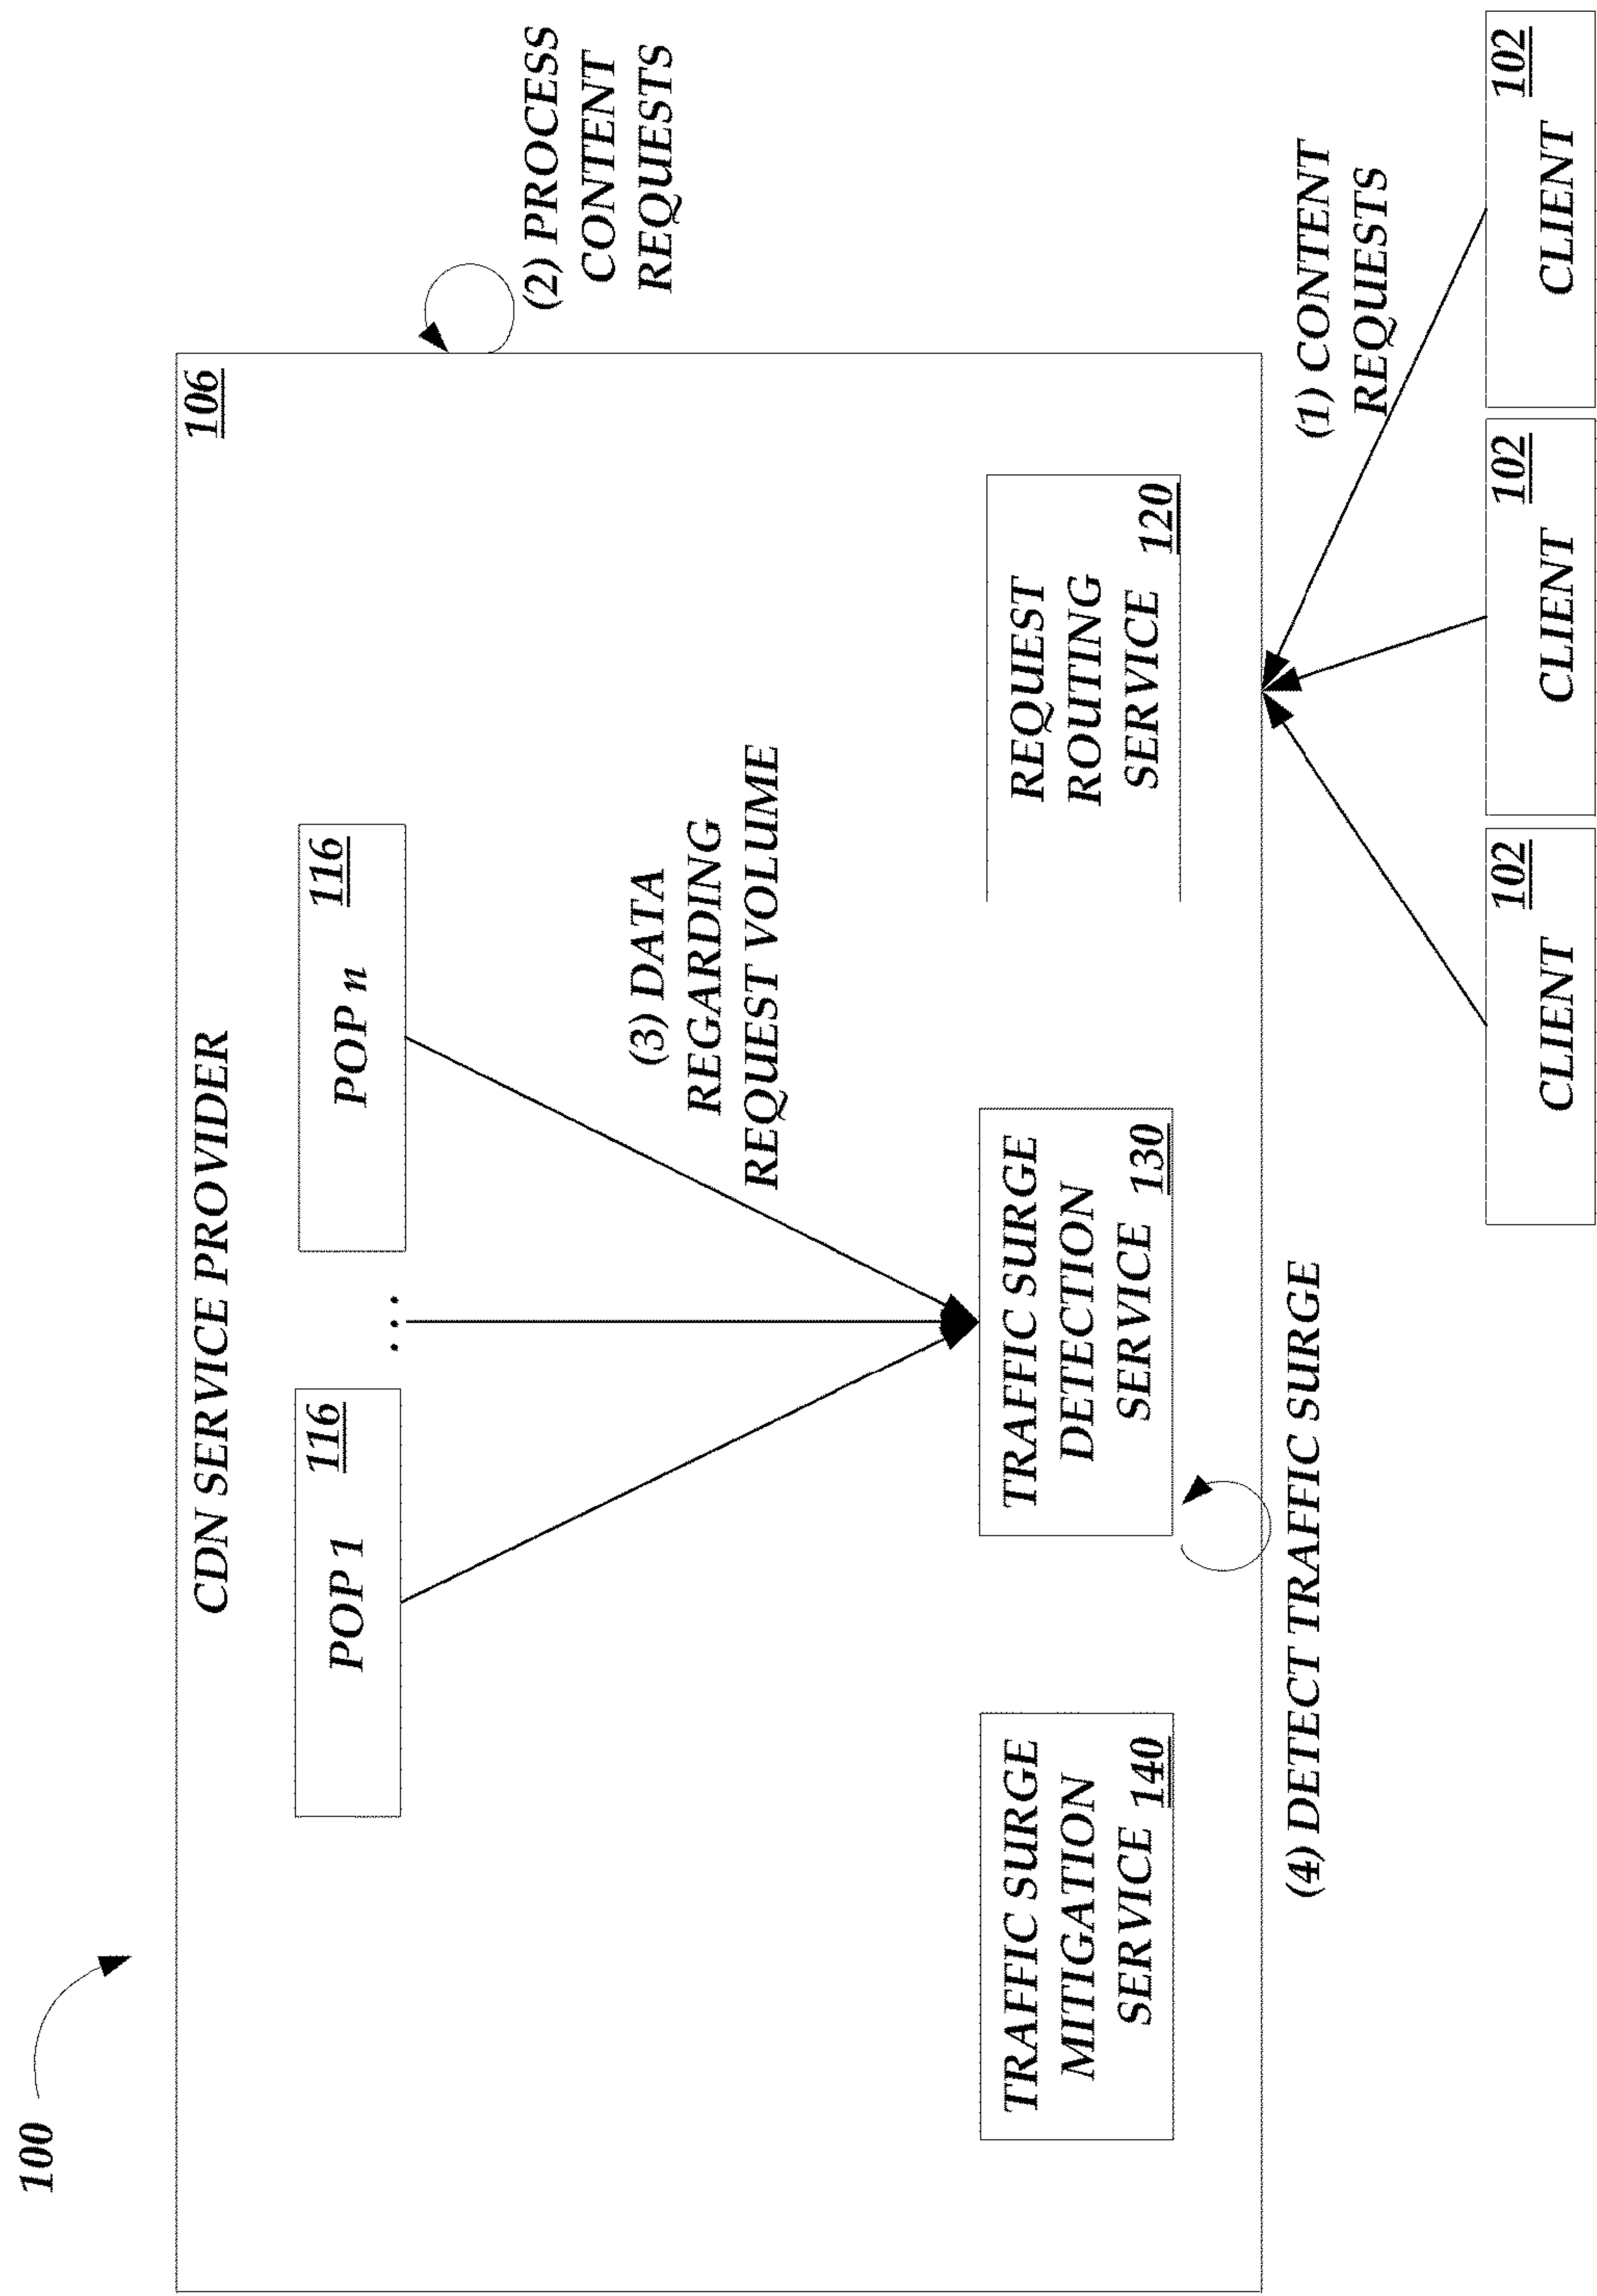 100
CDN SERVICE PROVIDER
106
POP 1
116
...
POP n
116
(2) PROCESS
CONTENT
REQUESTS
(3) DATA
REGARDING
REQUEST VOLUME
TRAFFIC SURGE
MITIGATION
SERVICE 140
TRAFFIC SURGE
DETECTION
SERVICE 130
REQUEST
ROUTING
SERVICE 120
(4) DETECT TRAFFIC SURGE
(1) CONTENT
REQUESTS
102
CLIENT
102
CLIENT
102
CLIENT